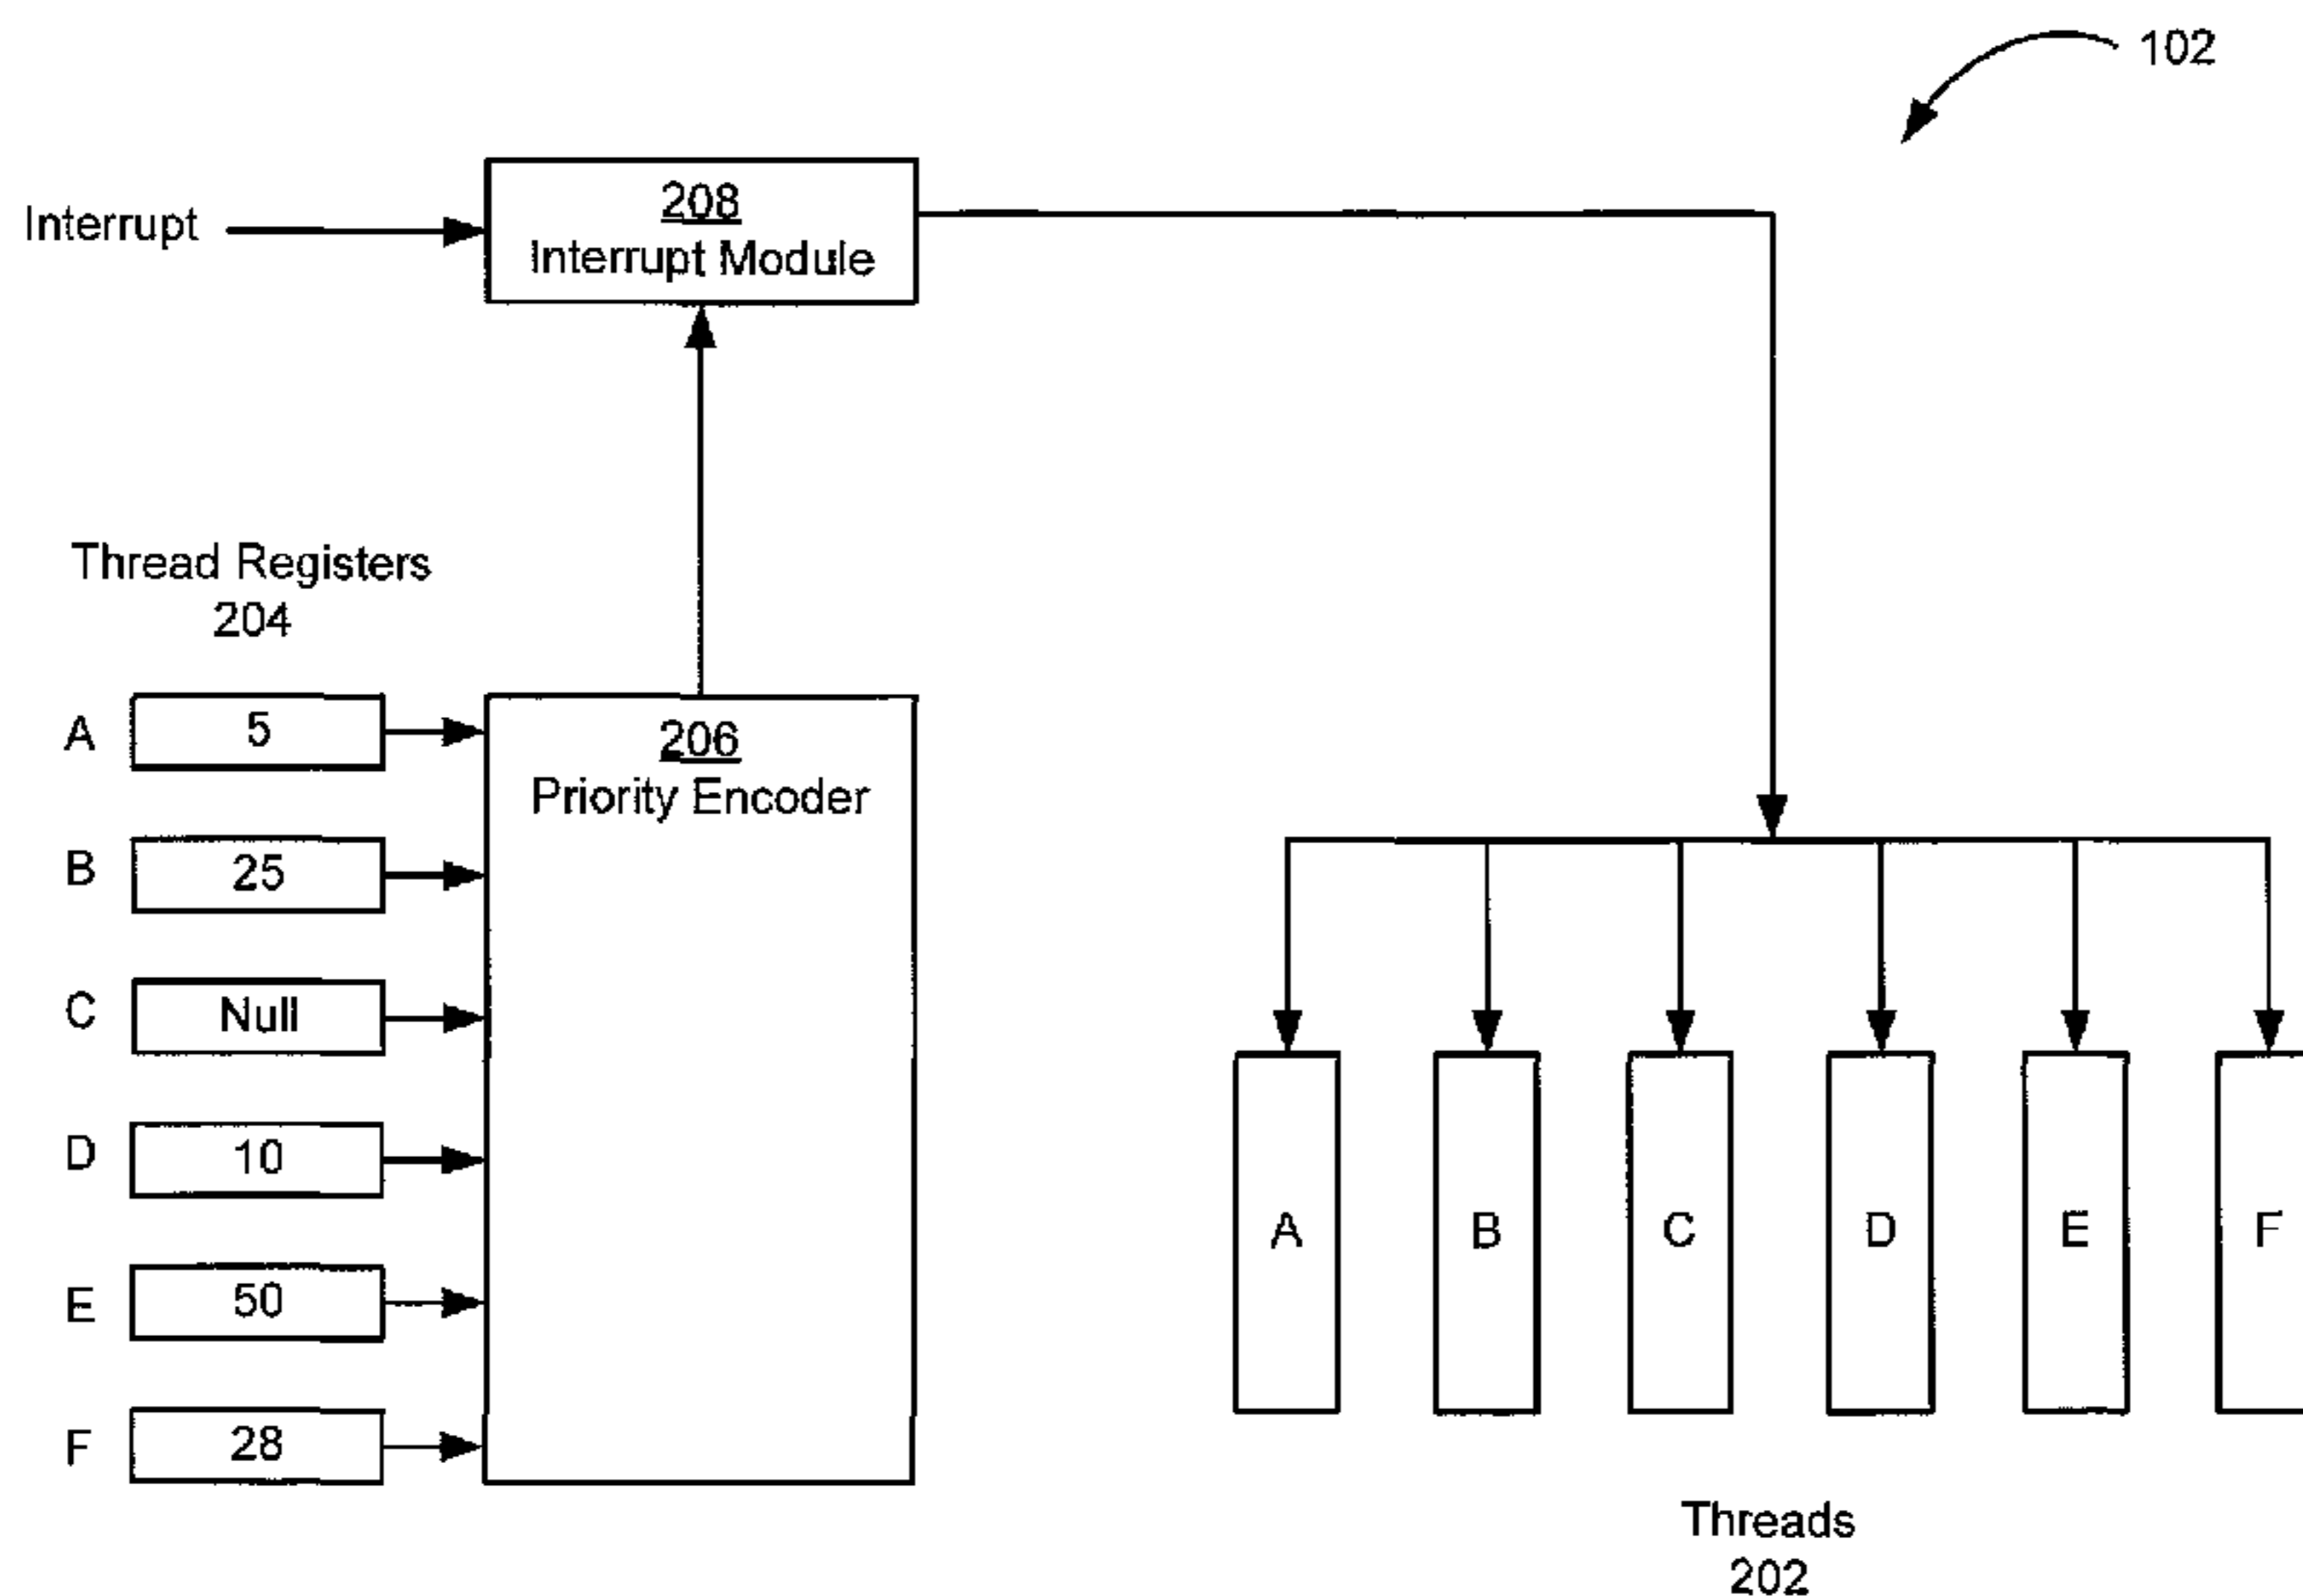 102
Interrupt
208
Interrupt Module
Thread Registers
204
A 5
206
Priority Encoder
B 25
C Null
D 10
E 50
F 28
A B C D E F
Threads
202